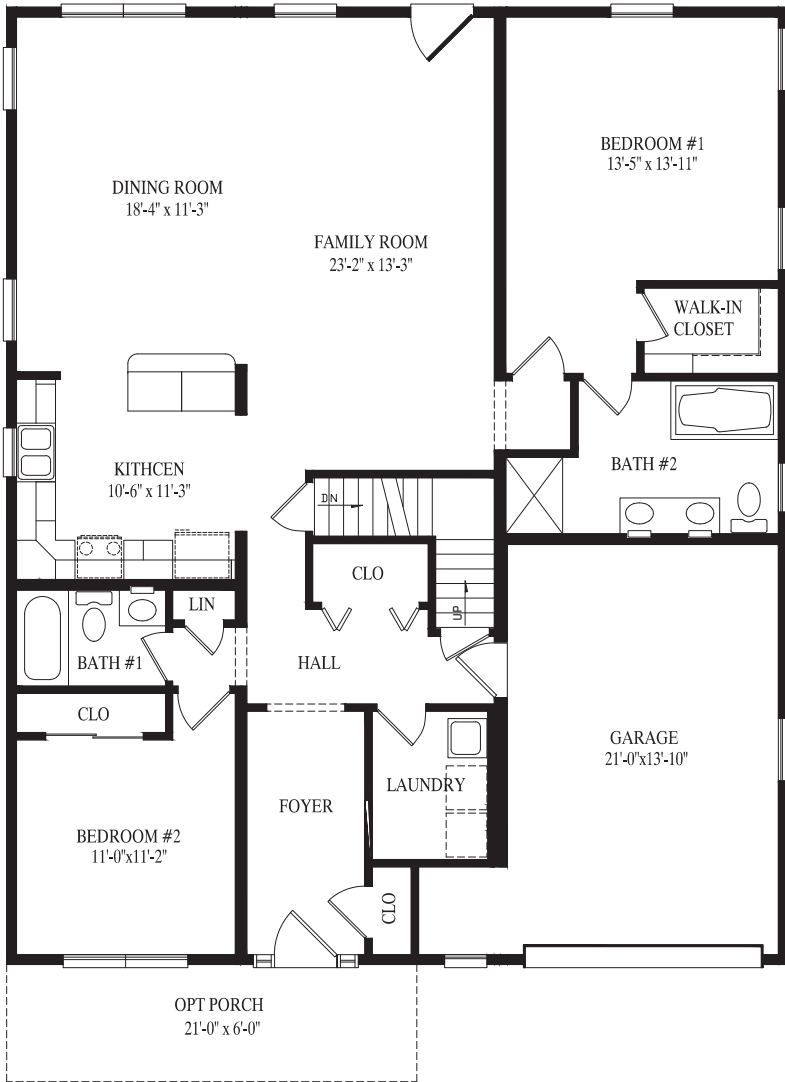 BEDROOM #1
13'-5" x 13'-11"
DINING ROOM
18'-4" x 11'-3"
FAMILY ROOM
23'-2" x 13'-3"
WALK-IN
CLOSET
KITHCEN
10'-6" x 11'-3"
BATH #2
DN
CLO
UP
LIN
BATH #1
HALL
CLO
GARAGE
21'-0"x13'-10"
LAUNDRY
FOYER
BEDROOM #2
11'-0"x11'-2"
CLO
OPT PORCH
21'-0" x 6'-0"